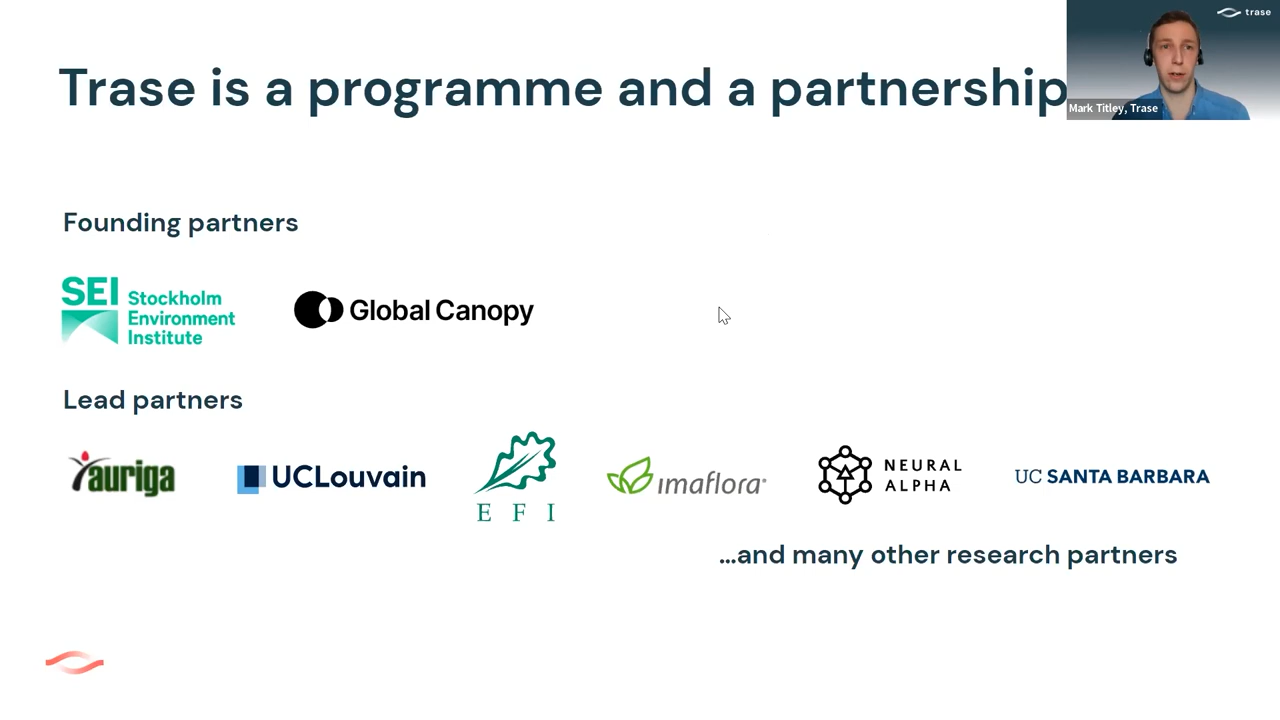 trase
Trase is a programme and a partnership
Mark Titley, Trase
Founding partners
SEI Stockholm
Environment
Institute
Global Canopy
Lead partners
auriga
UCLouvain
EFI
imaflora®
NEURAL
ALPHA
UC SANTA BARBARA
...and many other research partners